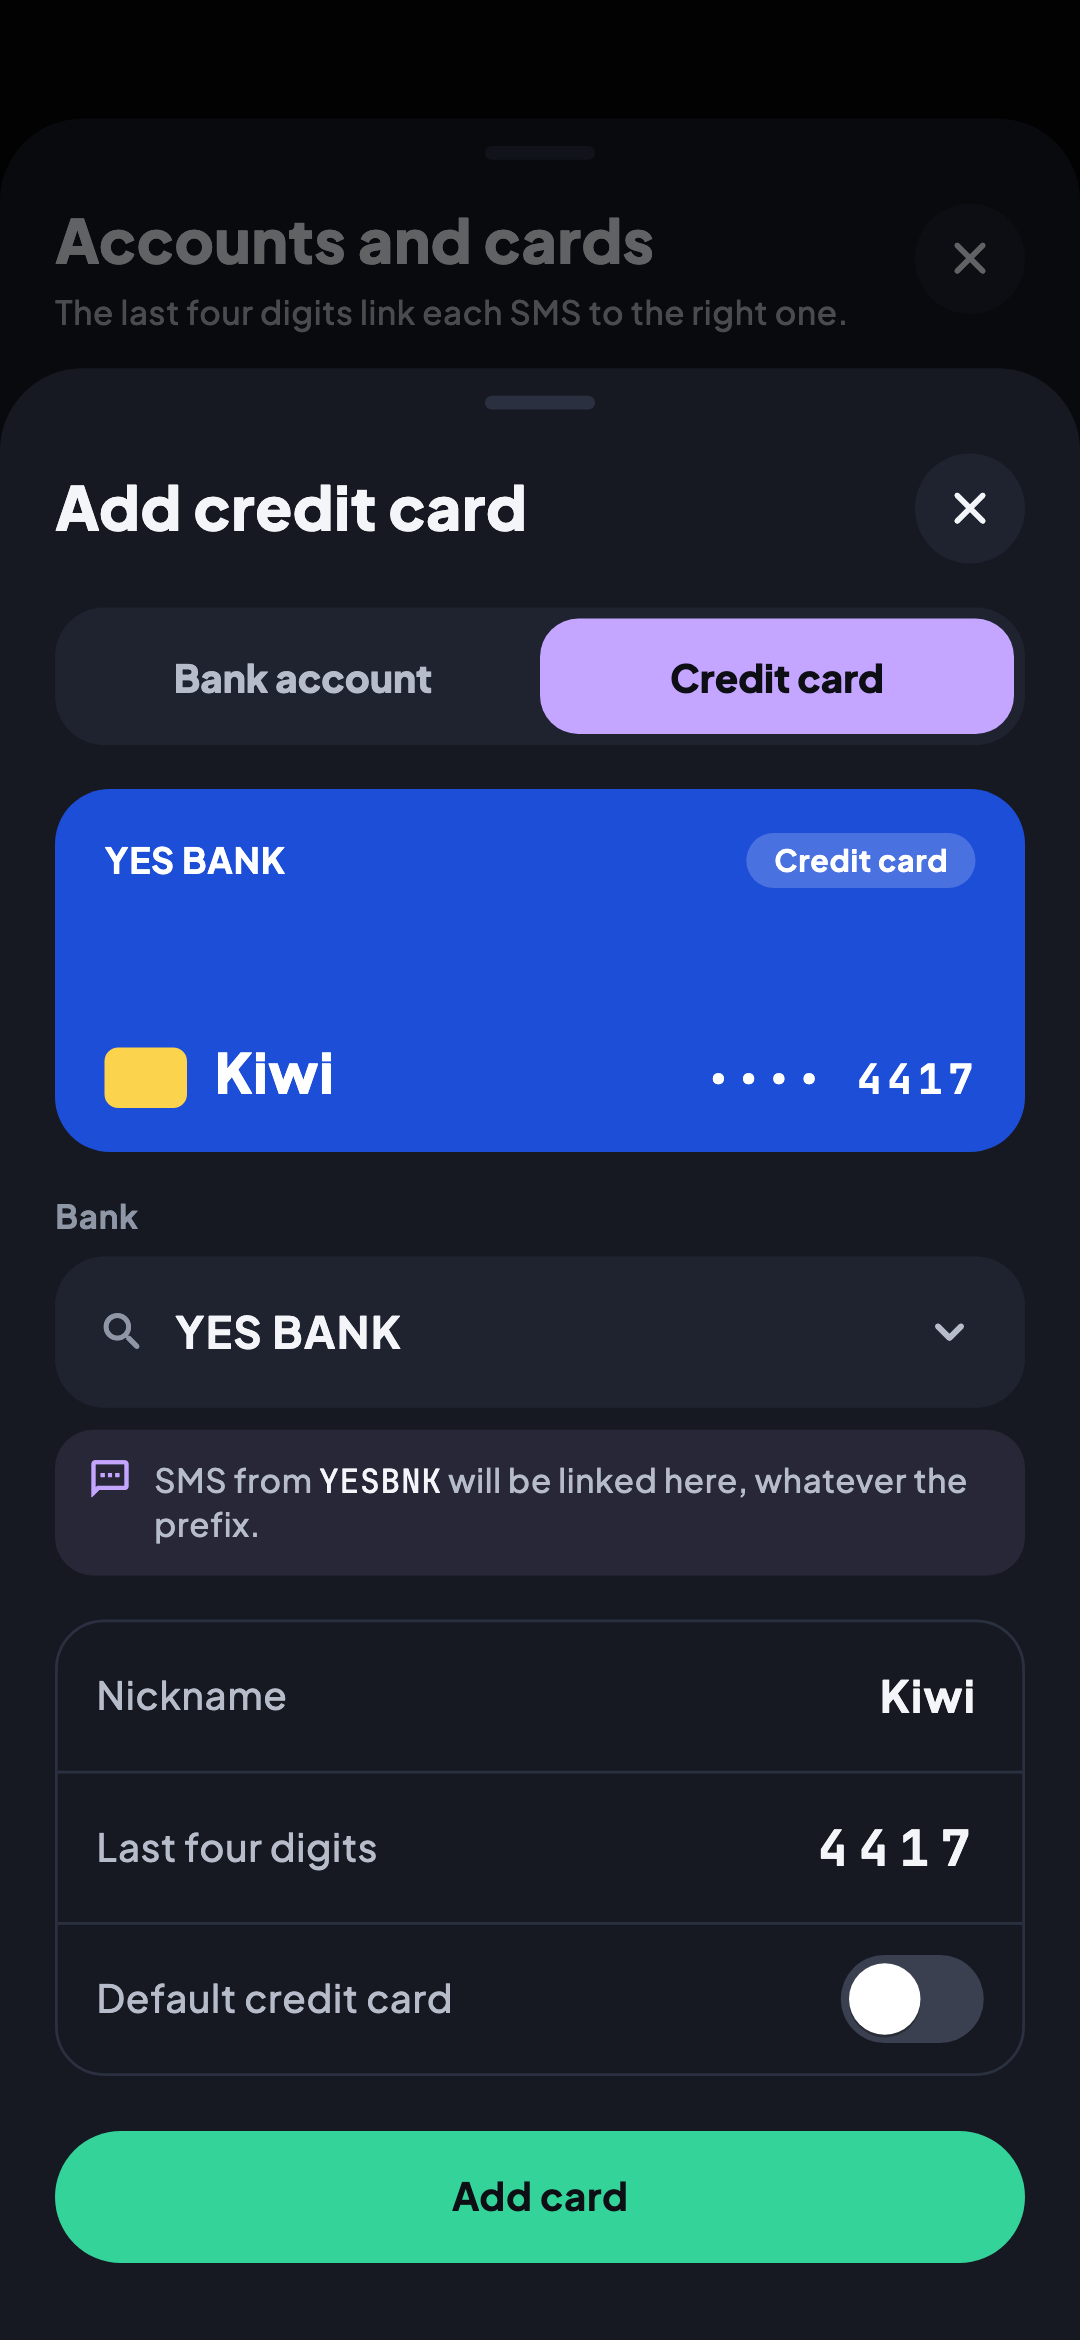 Accounts and cards
The last four digits link each SMS to the right one.
Add credit card
Bank account
Credit card
YES BANK
Credit card
Kiwi
•••• 4417
Bank
YES BANK
SMS from YESBNK will be linked here, whatever the
prefix.
Nickname
Kiwi
Last four digits
4417
Default credit card
Add card